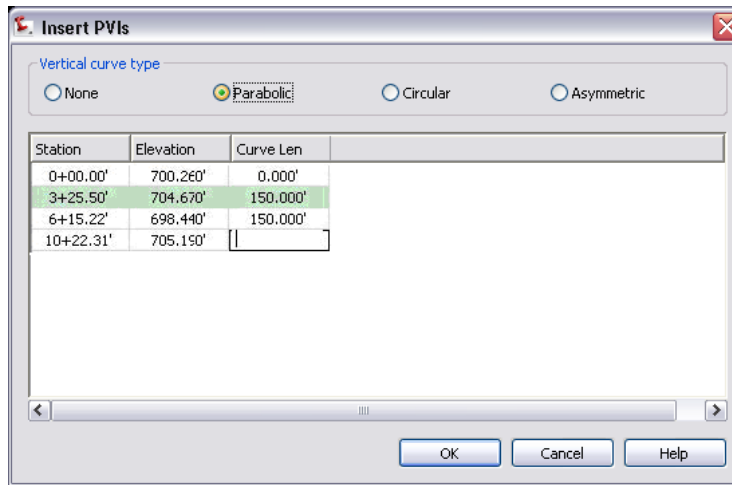 Insert PVIs
Vertical curve type
None Parabolic Circular Asymmetric
Station Elevation Curve Len
0+00.00' 700.260' 0.000'
3+25.50' 704.670' 150.000'
6+15.22' 698.440' 150.000'
10+22.31' 705.190'
OK Cancel Help